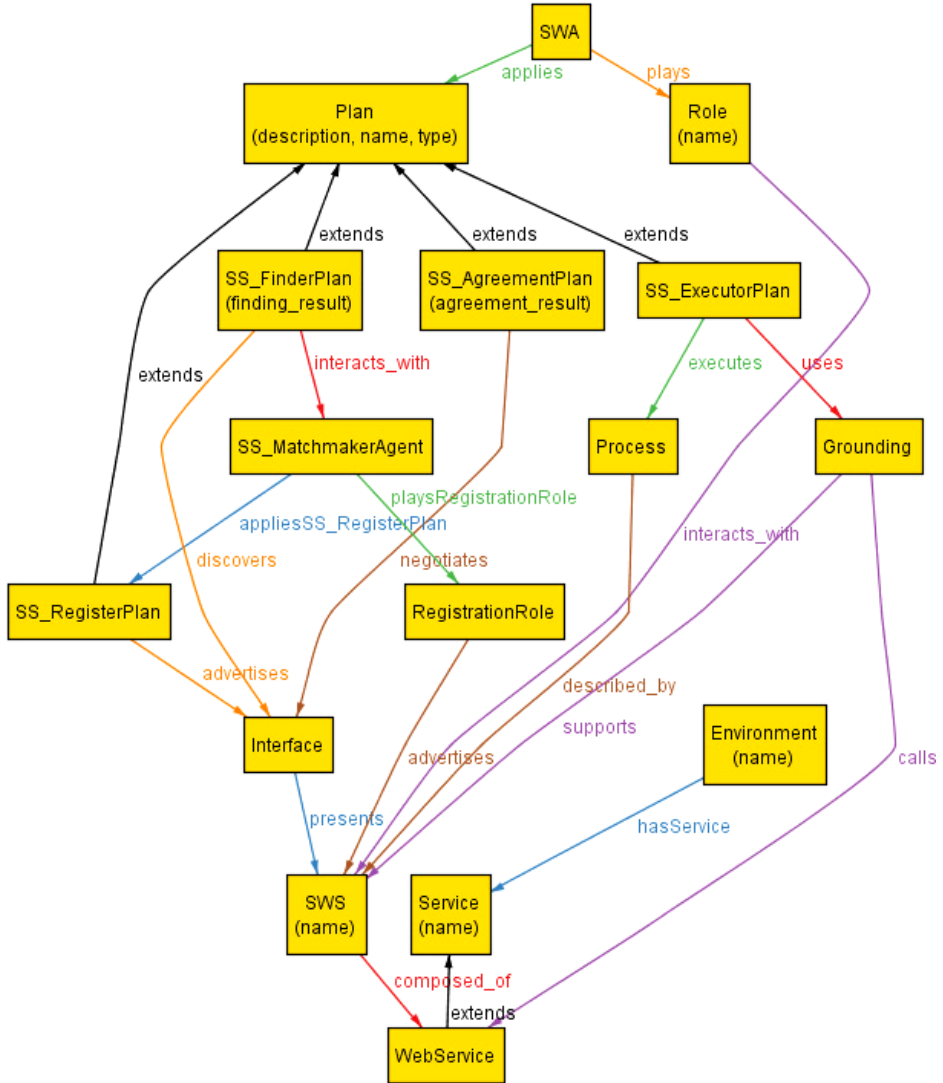 SWA
applies
plays
Plan
(description, name, type)
Role
(name)
extends
extends
extends
SS_FinderPlan
(finding_result)
SS_AgreementPlan
(agreement_result)
SS_ExecutorPlan
extends
interacts_with
executes
uses
SS_MatchmakerAgent
Process
Grounding
playsRegistrationRole
appliesSS_RegisterPlan
interacts_with
discovers
negotiates
SS_RegisterPlan
RegistrationRole
advertises
described_by
supports
Interface
Environment
(name)
advertises
calls
presents
hasService
SWS
(name)
Service
(name)
composed_of
extends
WebService